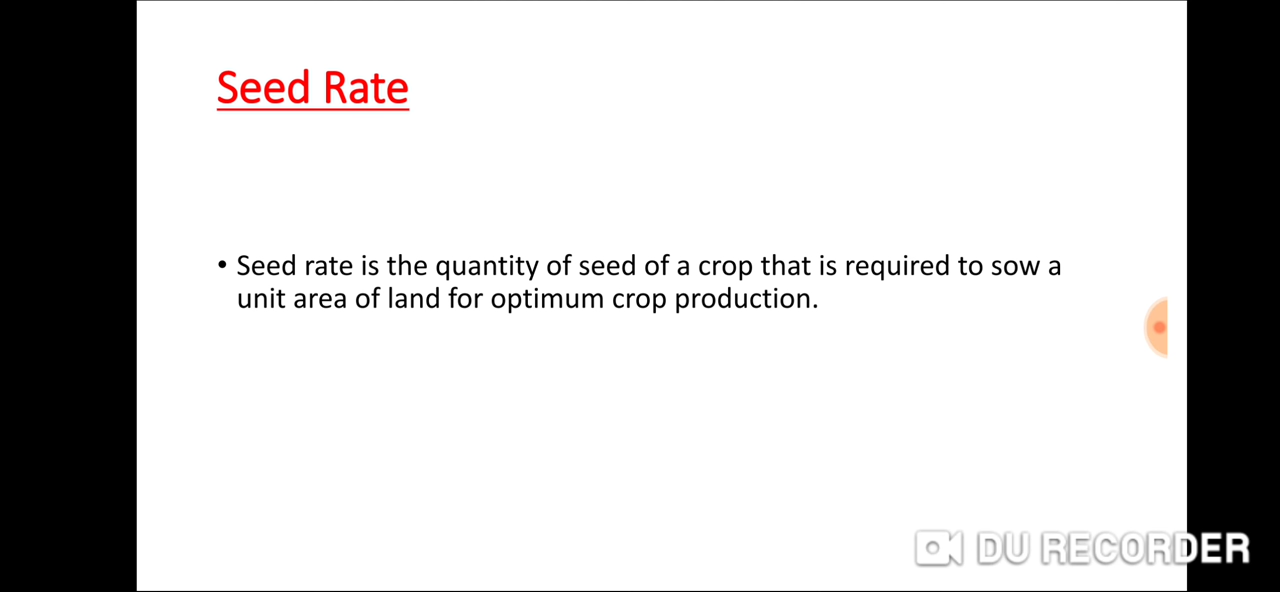 Seed Rate
• Seed rate is the quantity of seed of a crop that is required to sow a
unit area of land for optimum crop production.
DU RECORDER